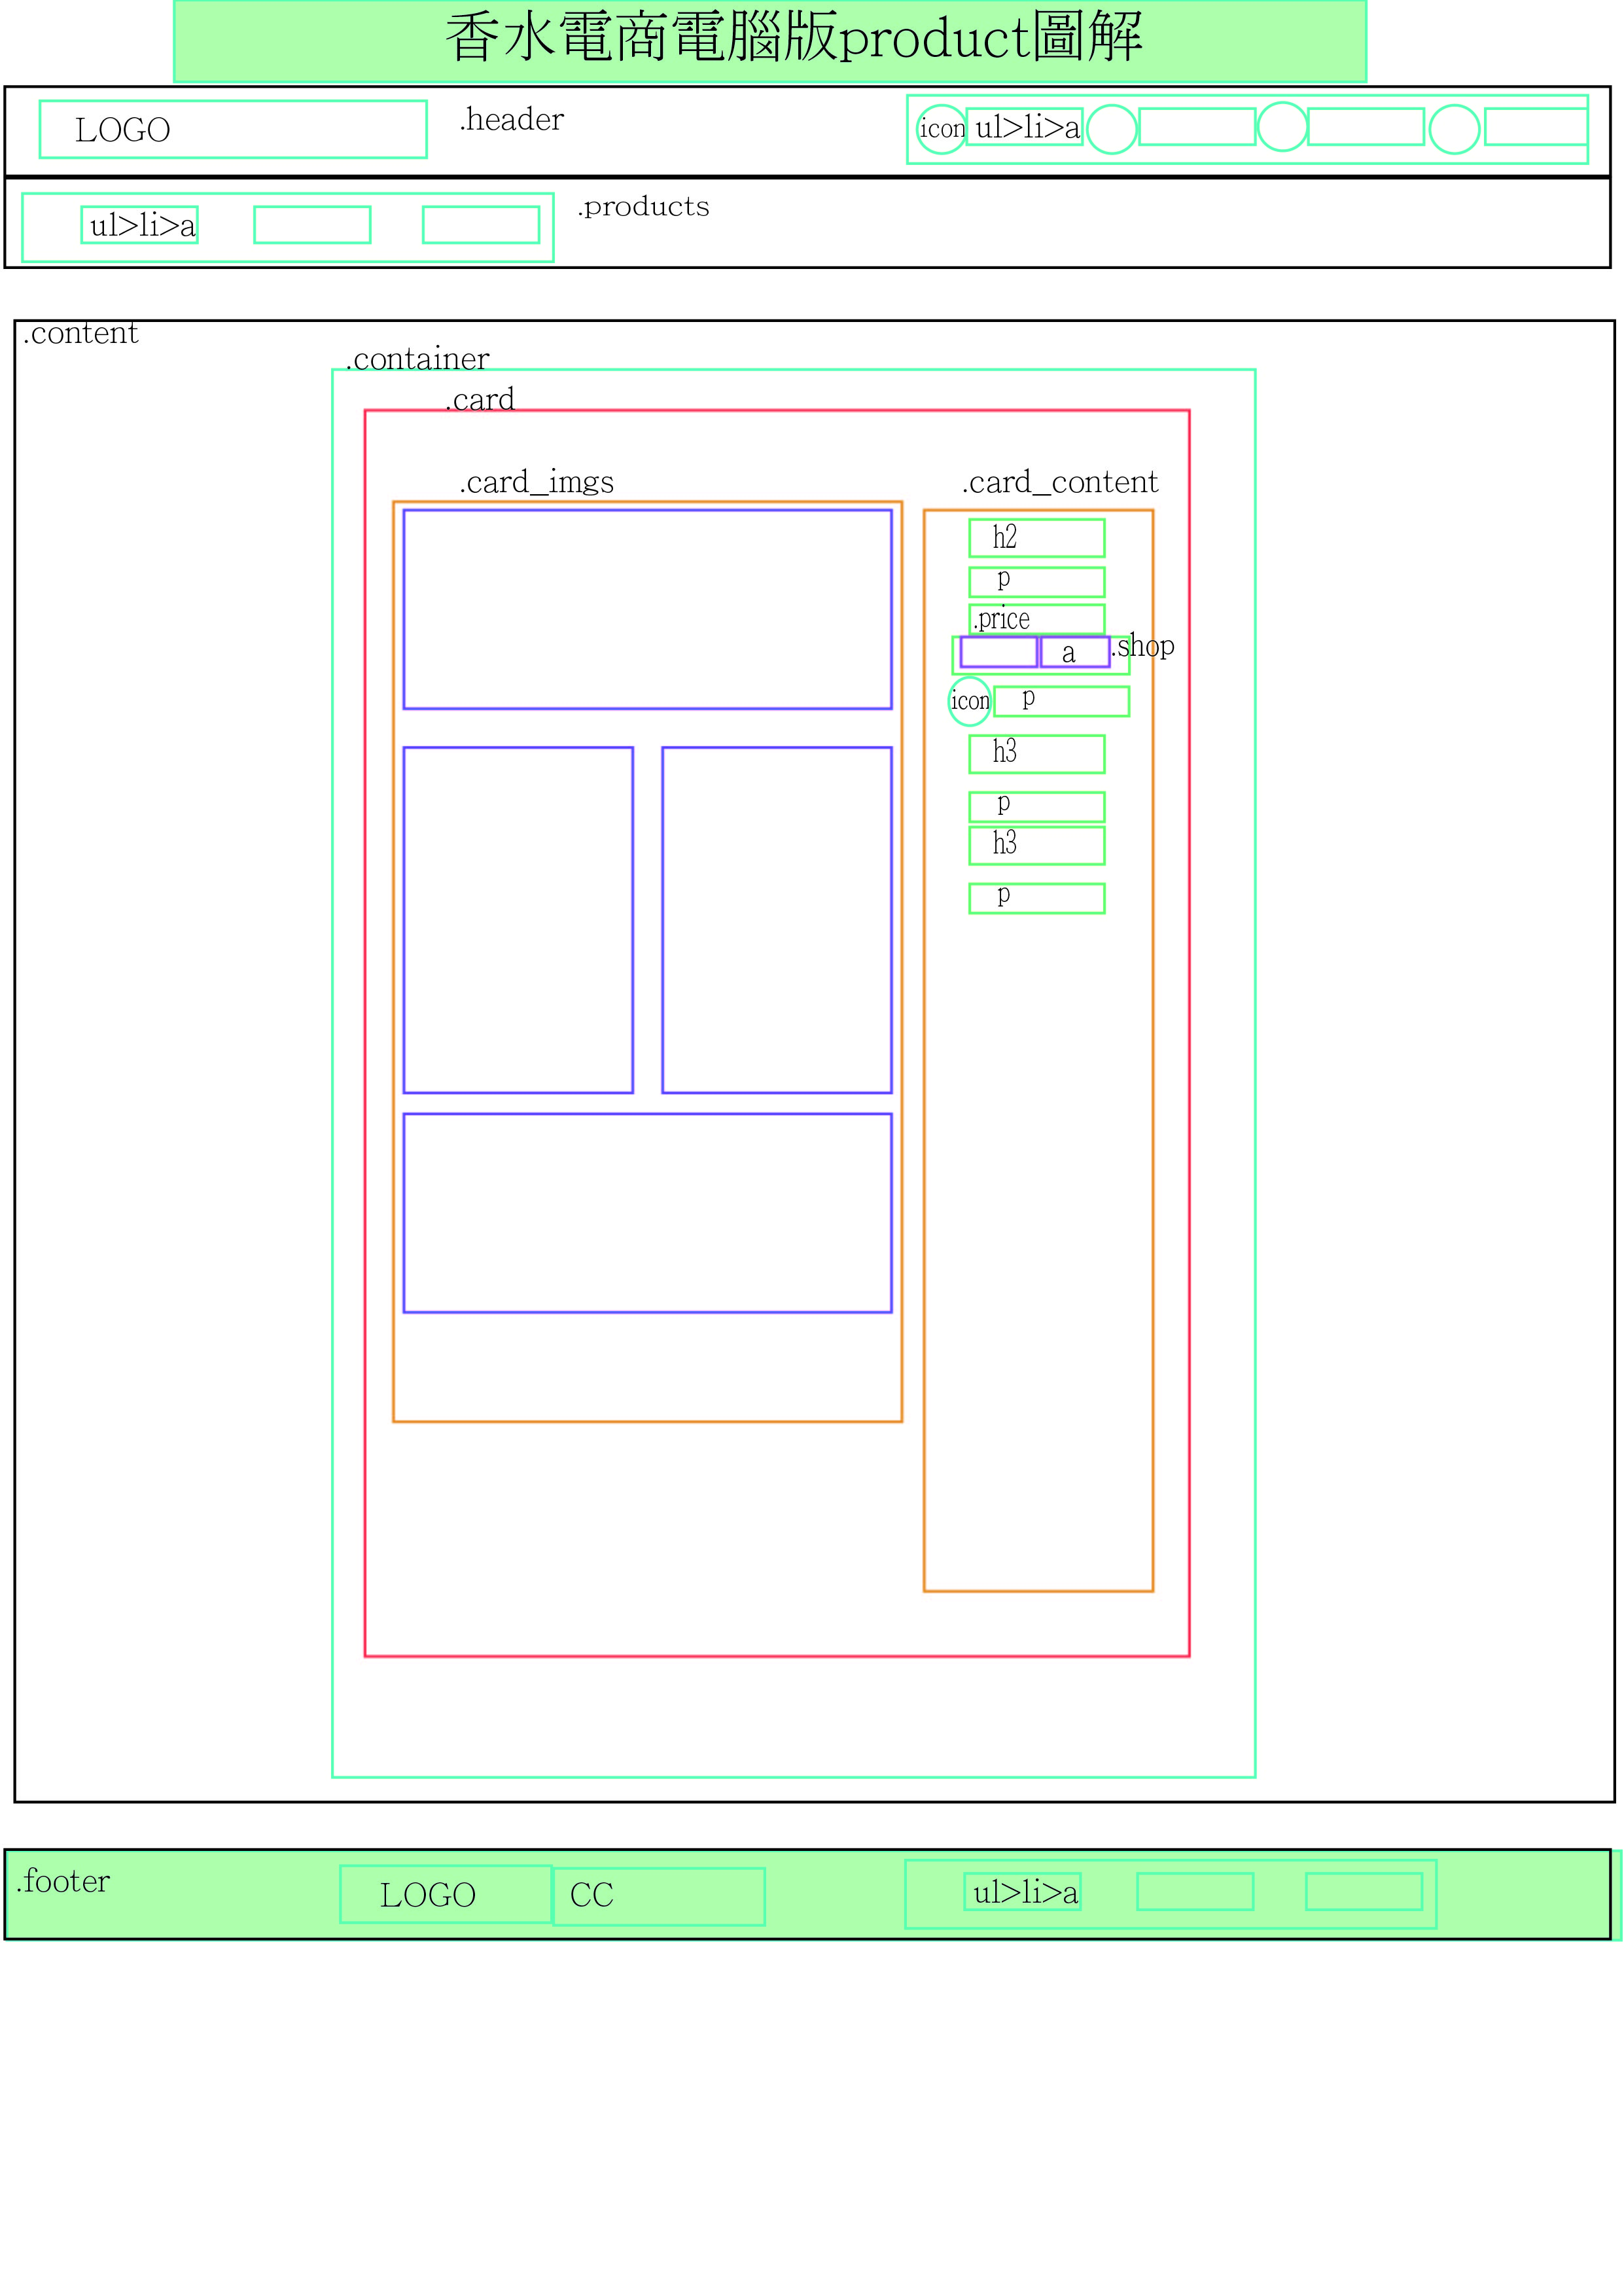 香水電商電腦版product圖解
LOGO
.header
icon
ul>li>a
ul>li>a
.products
.content
.container
.card
.card_imgs
.card_content
h2
p
.price
a
.shop
icon
p
h3
p
h3
p
.footer
LOGO
CC
ul>li>a